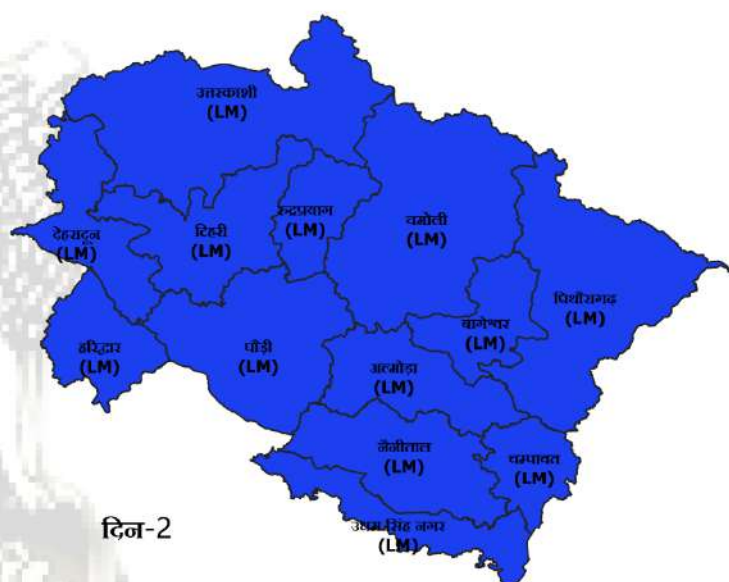 उत्तरकाशी
(LM)
देहरादून
(LM)
टिहरी
(LM)
रुद्रप्रयाग
(LM)
चमोली
(LM)
पिथौरागढ़
(LM)
बागेश्वर
(LM)
हरिद्वार
(LM)
पौड़ी
(LM)
अल्मोड़ा
(LM)
नैनीताल
(LM)
चम्पावत
(LM)
उधम सिंह नगर
(LM)
दिन-2